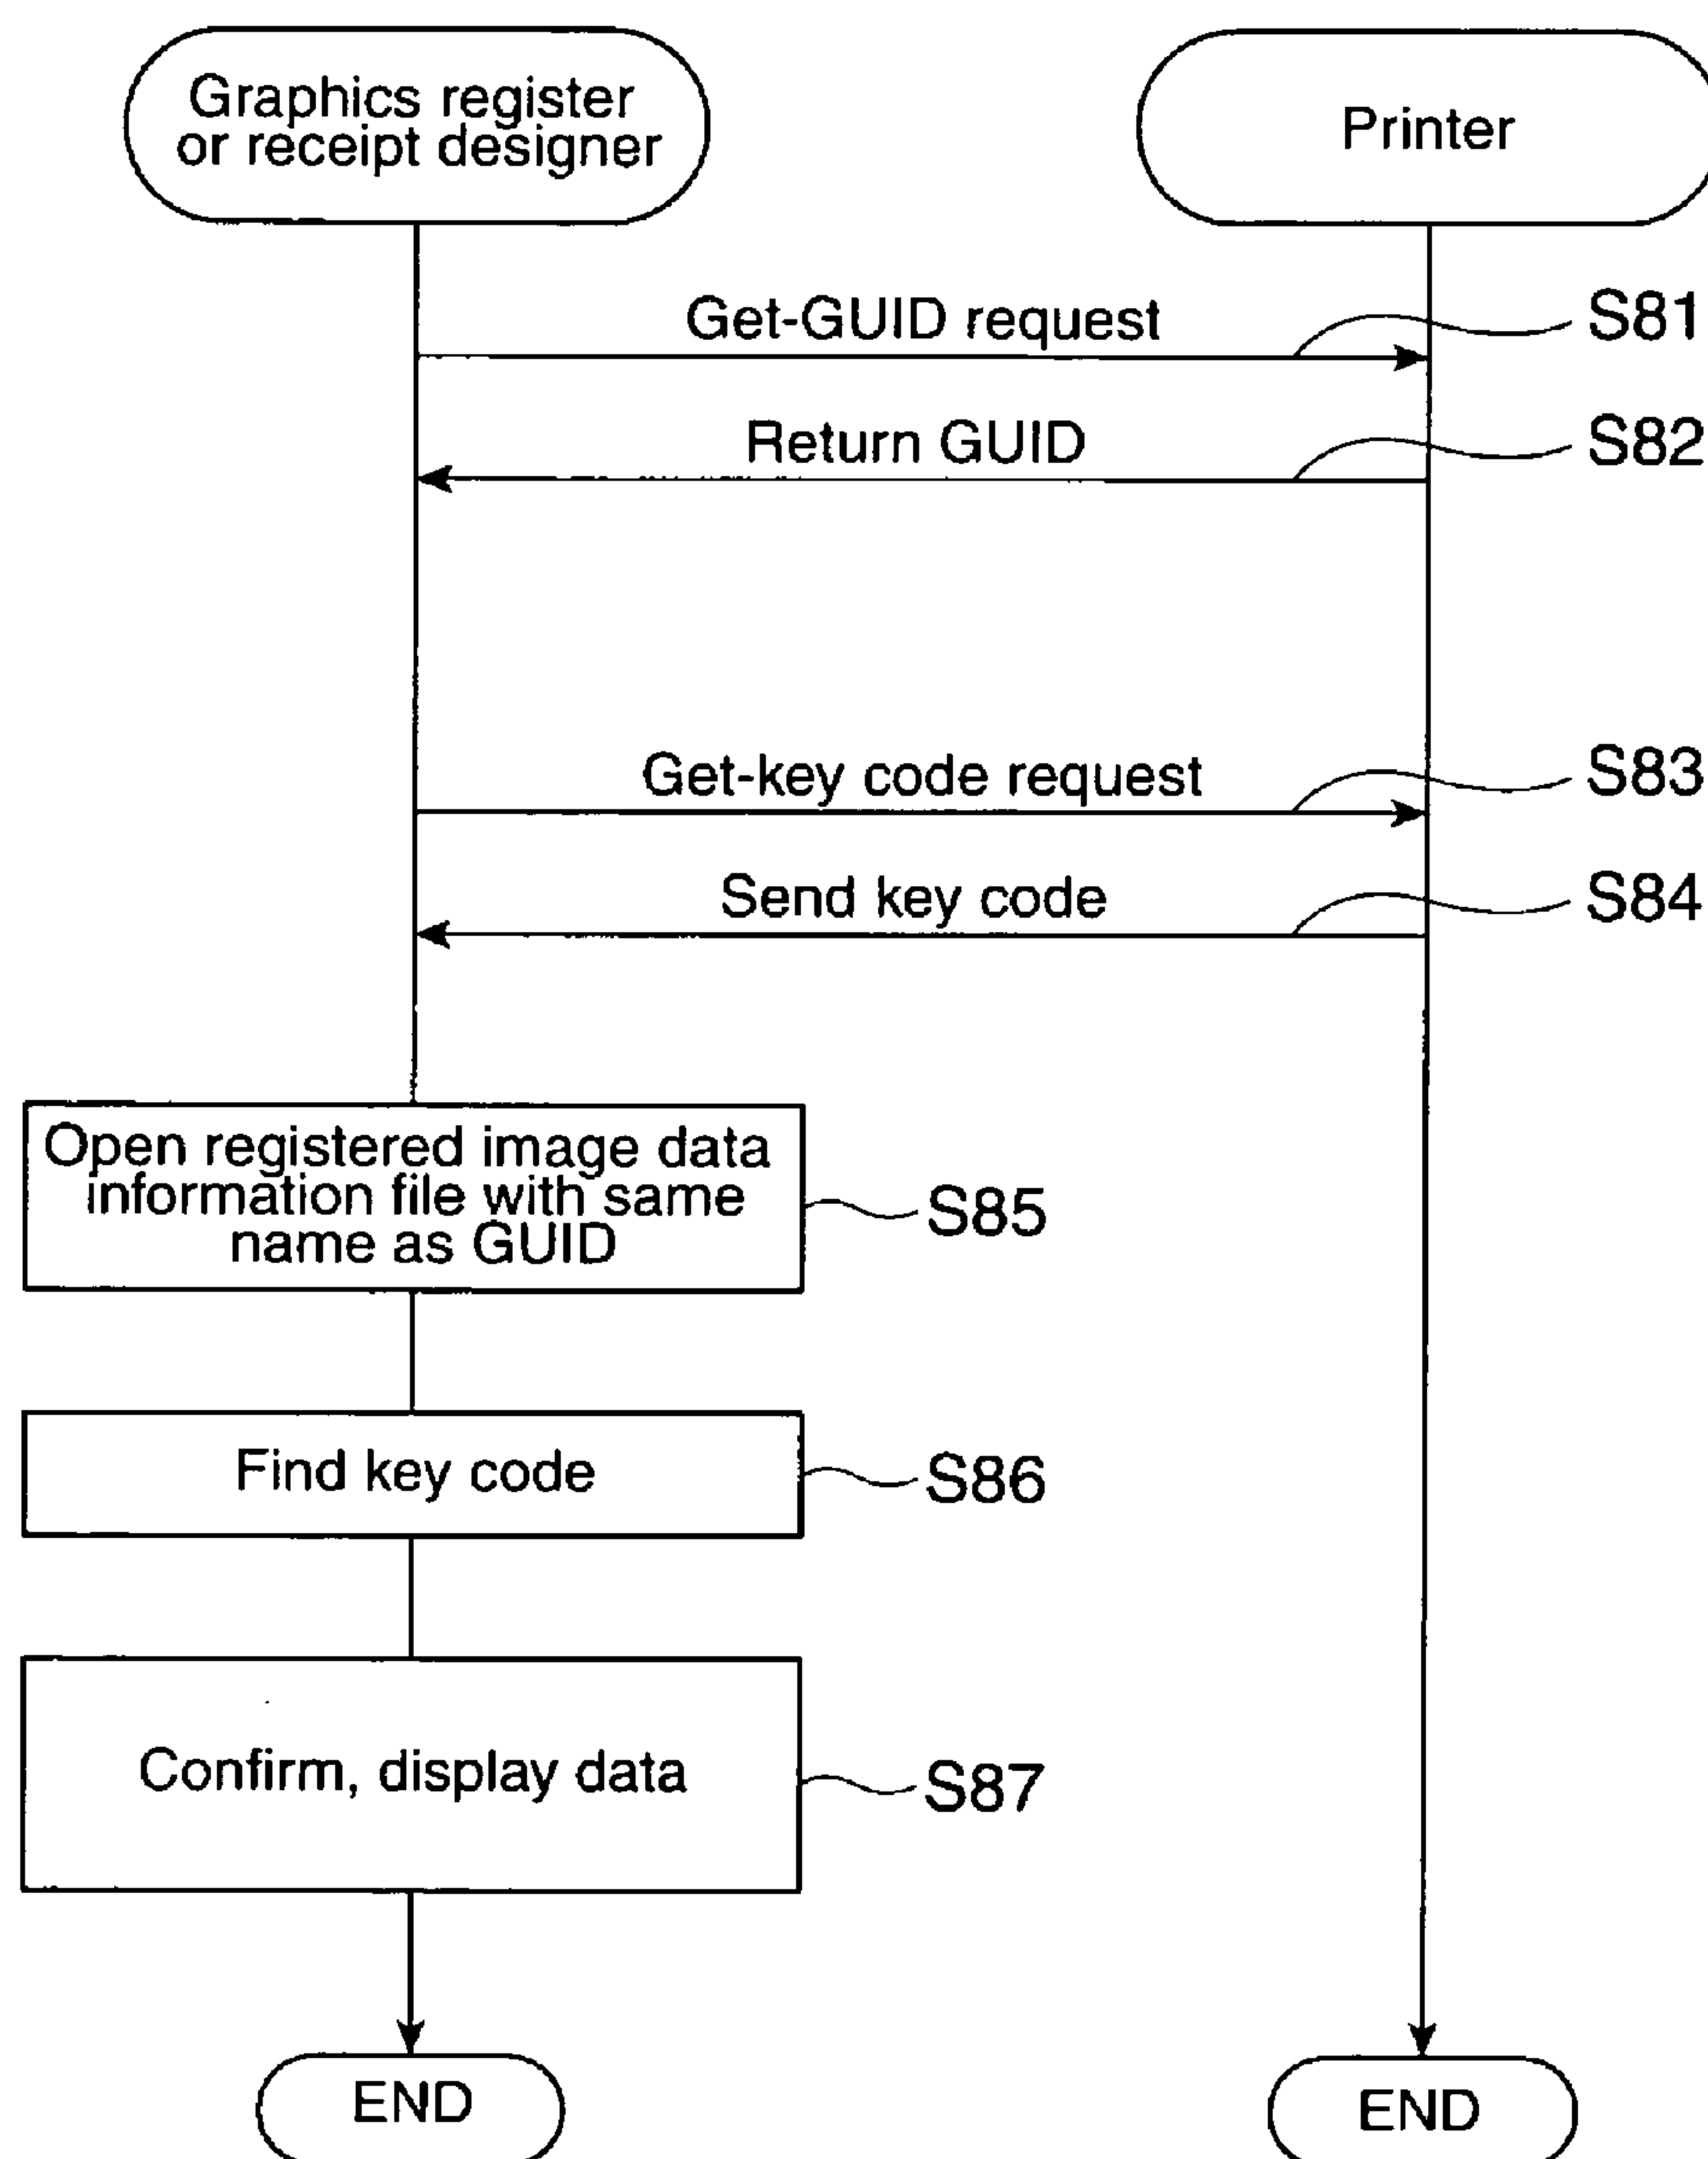 Graphics register
or receipt designer
Printer
Get-GUID request
S81
Return GUID
S82
Get-key code request
S83
Send key code
S84
Open registered image data
information file with same
name as GUID
S85
Find key code
S86
Confirm, display data
S87
END
END